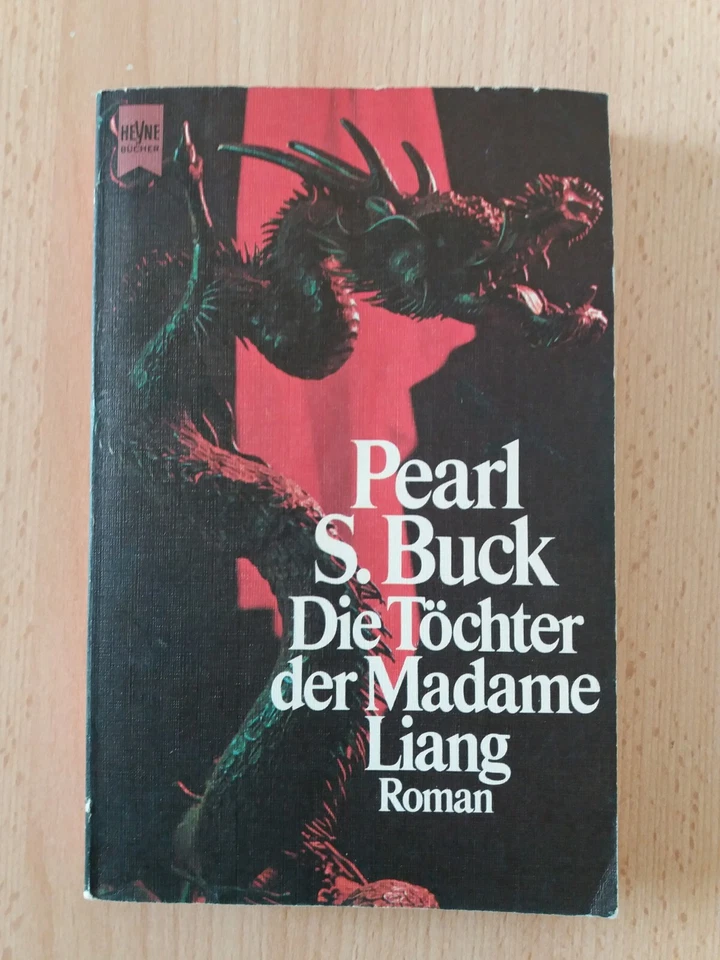 HEYNE
BÜCHER
Pearl
S. Buck
Die Töchter
der Madame
Liang
Roman